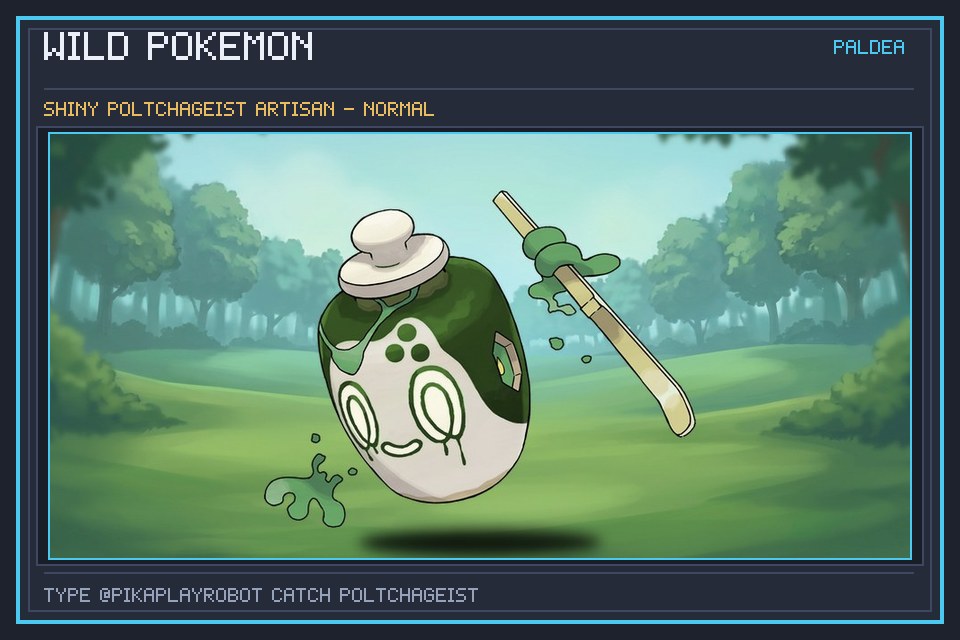 WILD POKEMON
PALDEA
SHINY POLTCHAGEIST ARTISAN - NORMAL
TYPE @PIKAPLAYROBOT CATCH POLTCHAGEIST